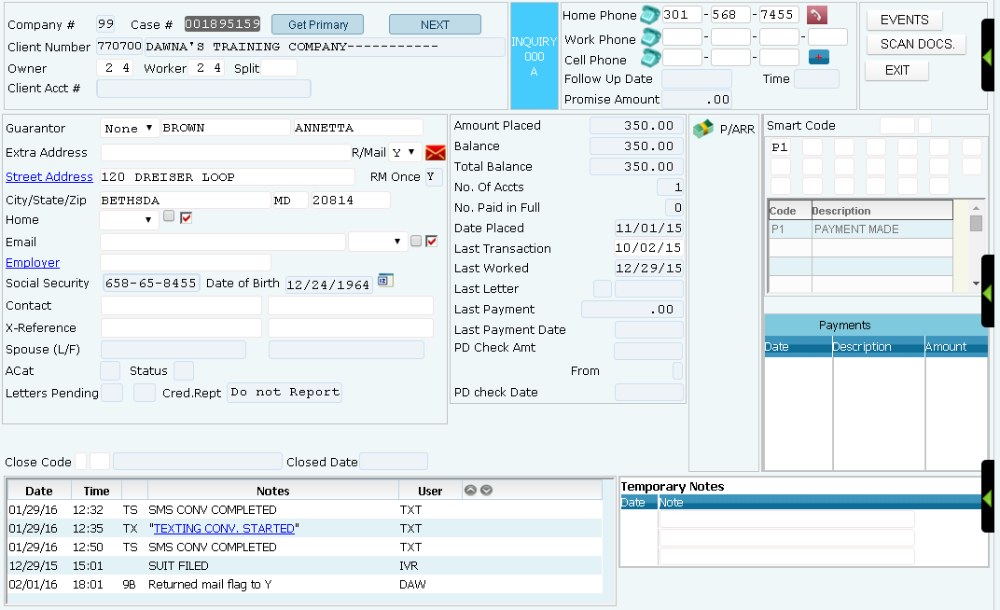 Company # 99 Case # 001895159 Get Primary NEXT
Client Number 770700 DAWNA'S TRAINING COMPANY-----------
Owner 2 4 Worker 2 4 Split
Client Acct #
INQUIRY
000
A
Home Phone 301 - 568 - 7455
Work Phone - - -
Cell Phone - - +
Follow Up Date Time
Promise Amount .00
EVENTS
SCAN DOCS.
EXIT
Guarantor None BROWN ANNETTA
Extra Address R/Mail Y
Street Address 120 DREISER LOOP RM Once Y
City/State/Zip BETHSDA MD 20814
Home
Email
Employer
Social Security 658-65-8455 Date of Birth 12/24/1964
Contact
X-Reference
Spouse (L/F)
ACat Status
Letters Pending Cred.Rept Do not Report
Amount Placed 350.00
Balance 350.00
Total Balance 350.00
No. Of Accts 1
No. Paid in Full 0
Date Placed 11/01/15
Last Transaction 10/02/15
Last Worked 12/29/15
Last Letter
Last Payment .00
Last Payment Date
PD Check Amt
From
PD check Date
P/ARR
Smart Code
P1
Code Description
P1 PAYMENT MADE
Payments
Date Description Amount
Close Code Closed Date
Date Time Notes User
01/29/16 12:32 TS SMS CONV COMPLETED TXT
01/29/16 12:35 TX "TEXTING CONV. STARTED" TXT
01/29/16 12:50 TS SMS CONV COMPLETED TXT
12/29/15 15:01 SUIT FILED IVR
02/01/16 18:01 9B Returned mail flag to Y DAW
Temporary Notes
Date Note